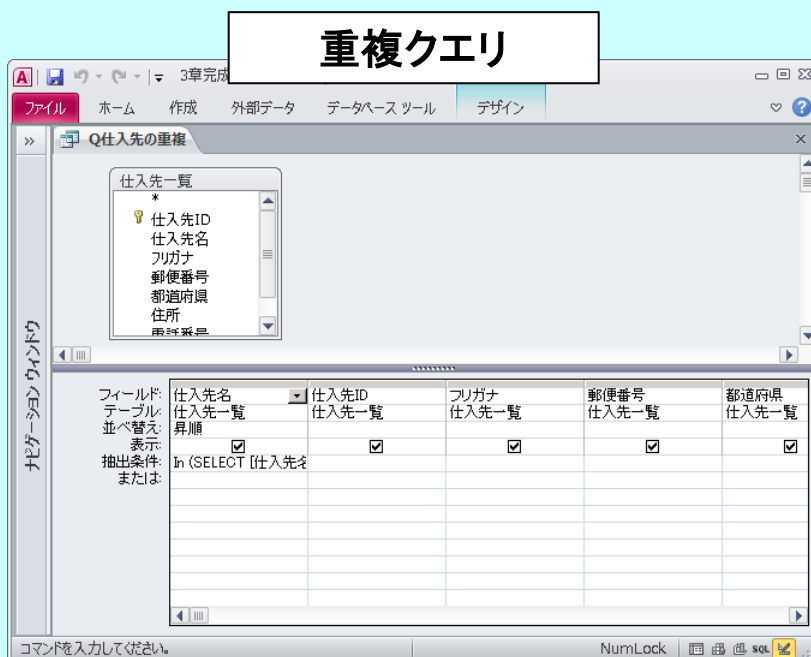 重複クエリ
A
3章完成
ファイル ホーム 作成 外部データ データベース ツール デザイン
Q仕入先の重複
仕入先一覧
*
仕入先ID
仕入先名
フリガナ
郵便番号
都道府県
住所
電話番号
ナビゲーション ウィンドウ
フィールド: 仕入先名 仕入先ID フリガナ 郵便番号 都道府県
テーブル: 仕入先一覧 仕入先一覧 仕入先一覧 仕入先一覧 仕入先一覧
並べ替え: 昇順
表示:
抽出条件: In (SELECT [仕入先名
または:
コマンドを入力してください。 NumLock SQL